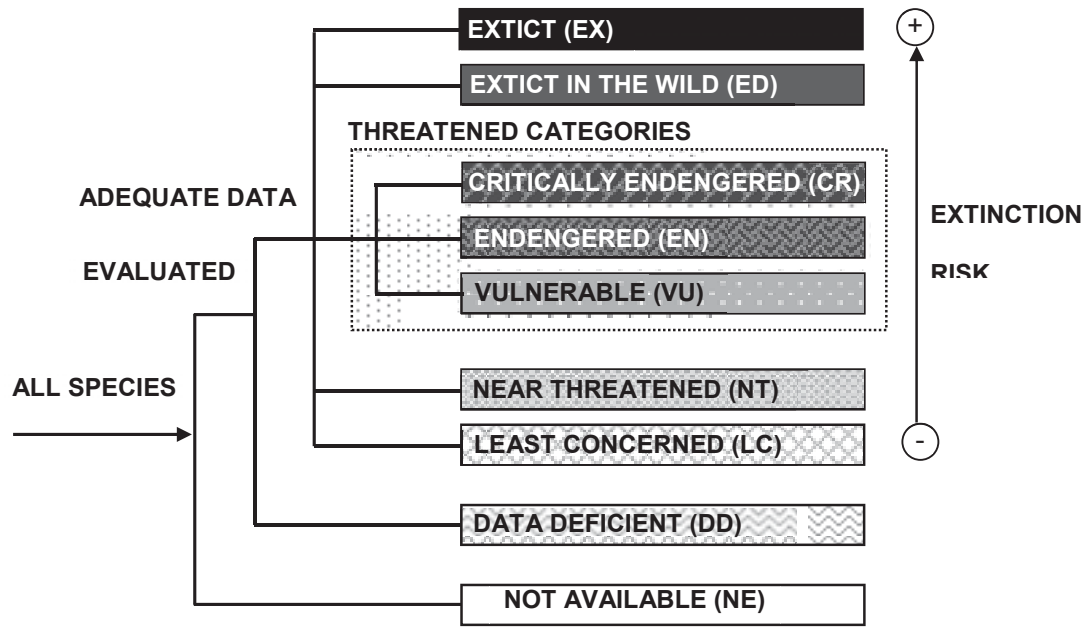 EXTICT (EX)
+
EXTICT IN THE WILD (ED)
THREATENED CATEGORIES
CRITICALLY ENDENGERED (CR)
ADEQUATE DATA
ENDENGERED (EN)
EXTINCTION
RISK
EVALUATED
VULNERABLE (VU)
ALL SPECIES
NEAR THREATENED (NT)
LEAST CONCERNED (LC)
-
DATA DEFICIENT (DD)
NOT AVAILABLE (NE)